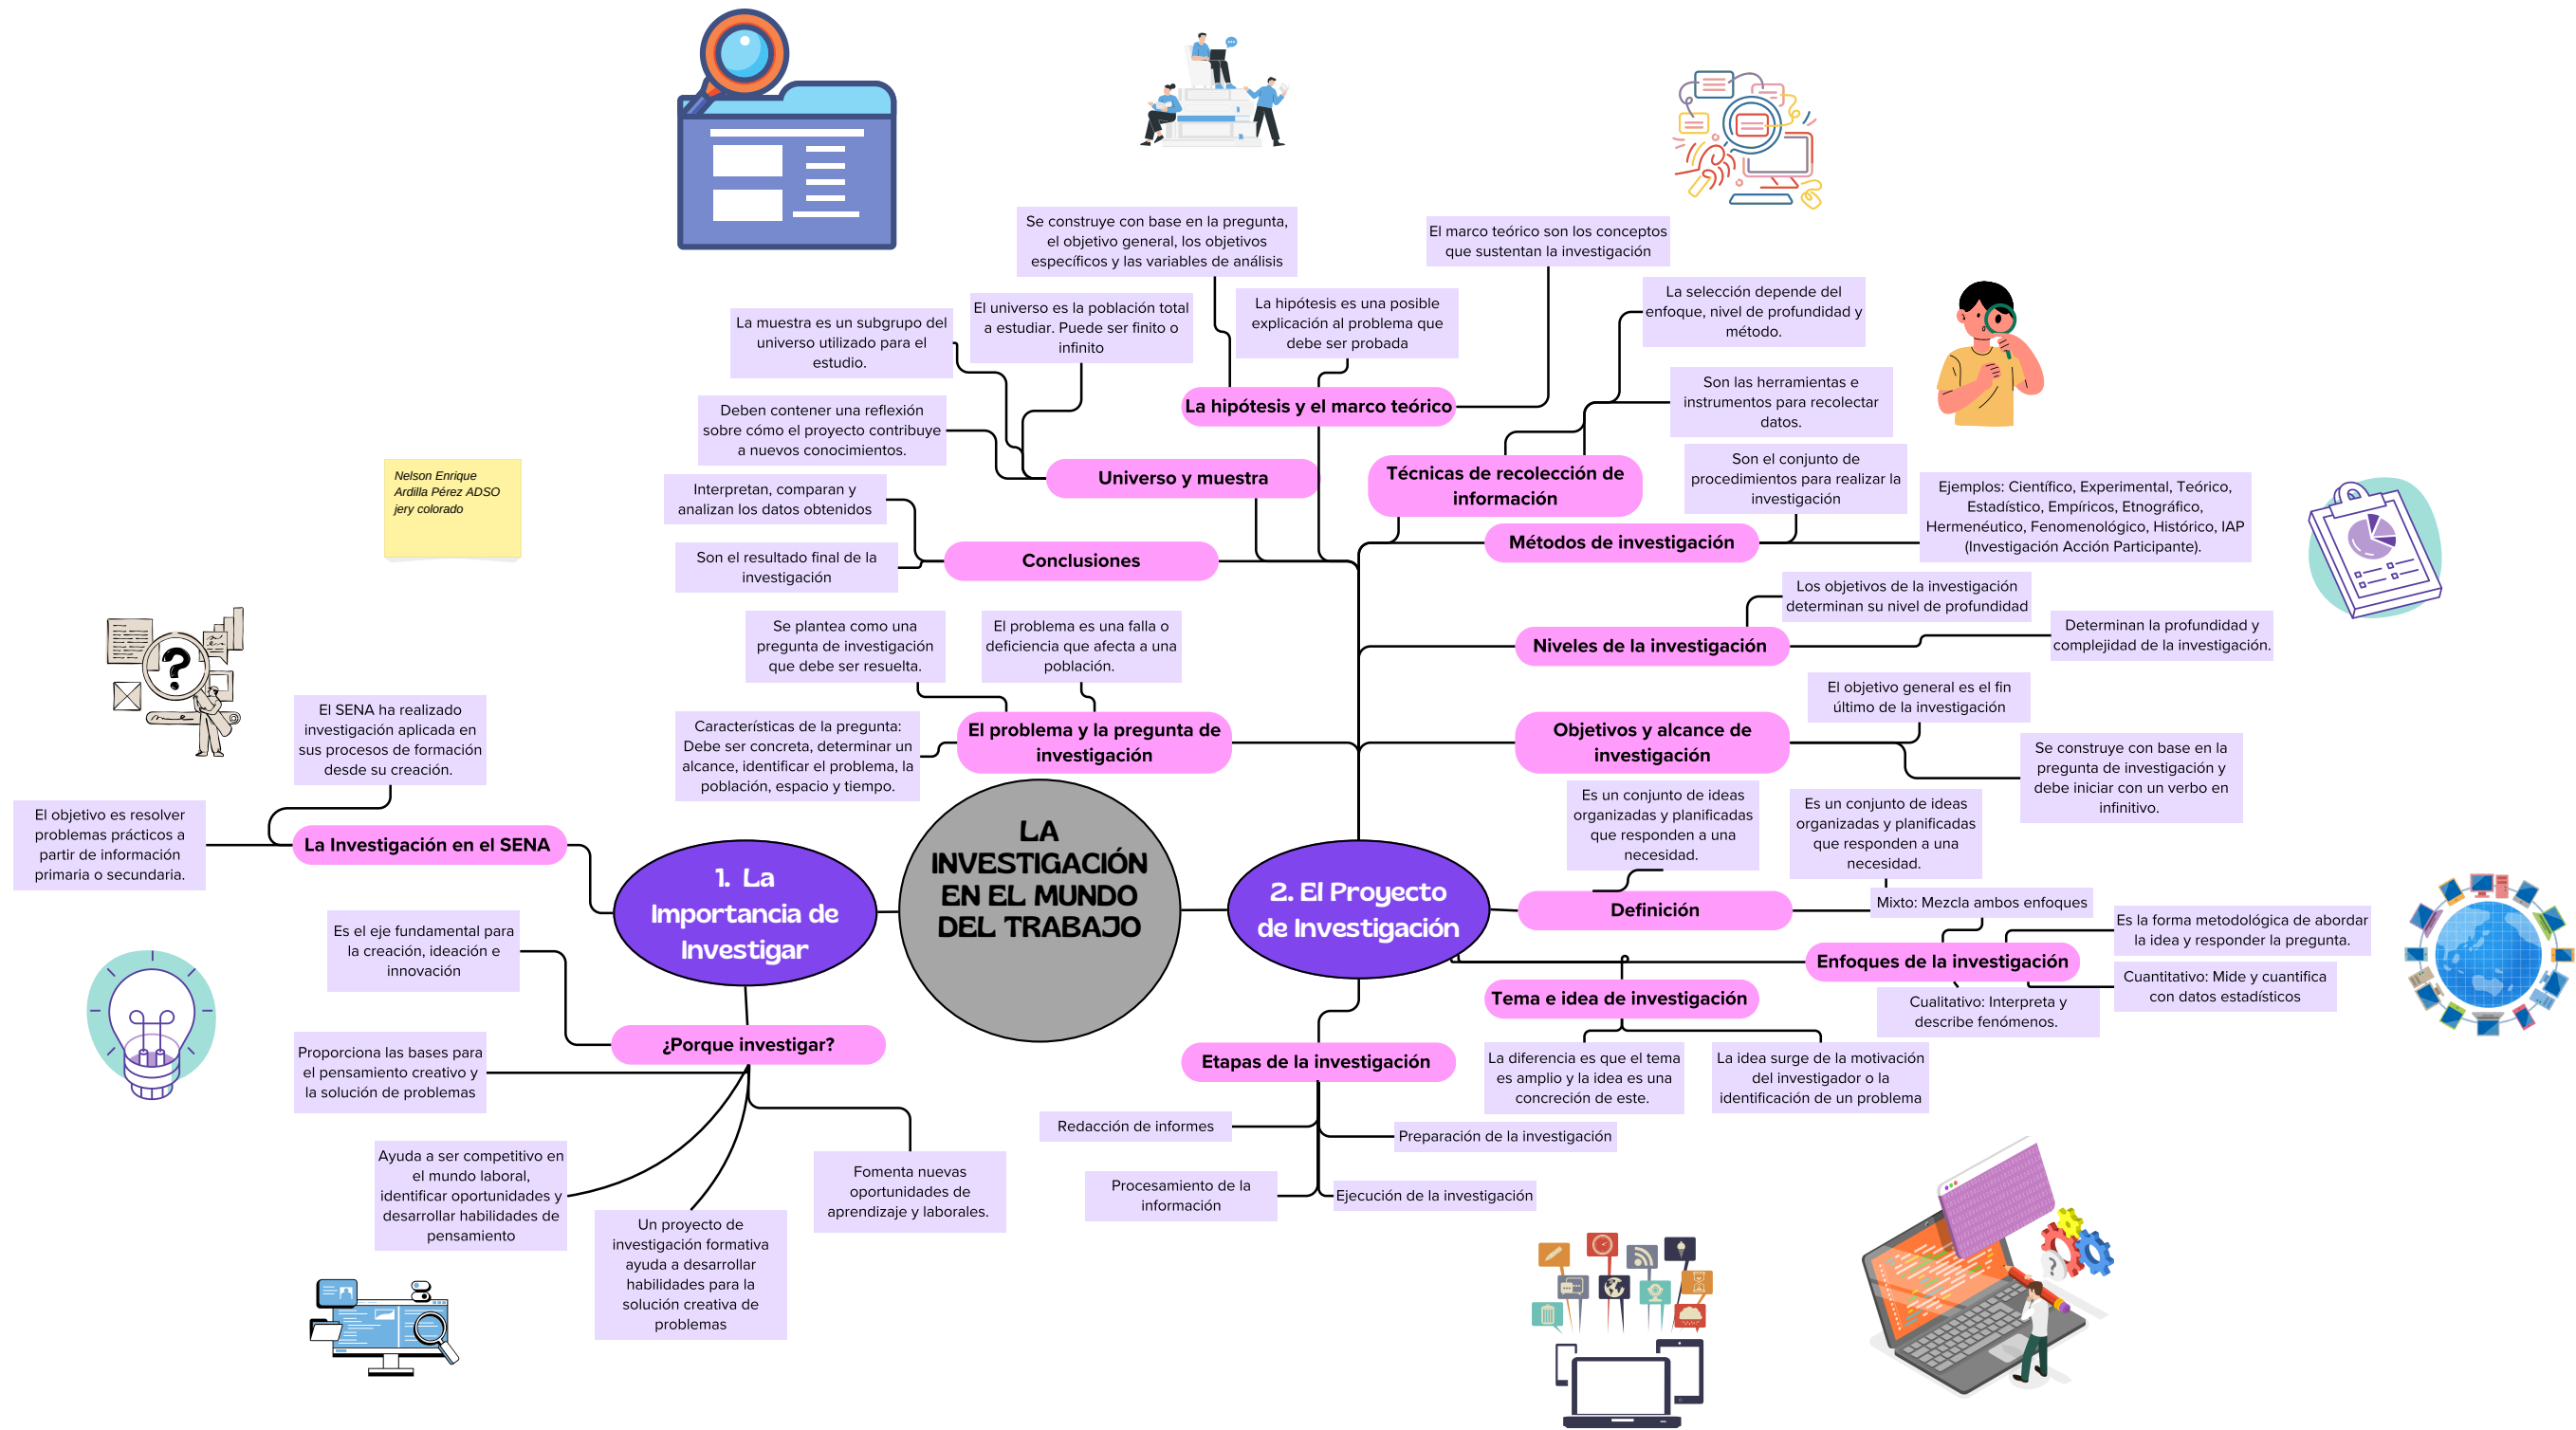 Se construye con base en la pregunta,
el objetivo general, los objetivos
específicos y las variables de análisis
El marco teórico son los conceptos
que sustentan la investigación
La selección depende del
enfoque, nivel de profundidad y
método.
La hipótesis es una posible
explicación al problema que
debe ser probada
El universo es la población total
a estudiar. Puede ser finito o
infinito
La muestra es un subgrupo del
universo utilizado para el
estudio.
Son las herramientas e
instrumentos para recolectar
datos.
La hipótesis y el marco teórico
Deben contener una reflexión
sobre cómo el proyecto contribuye
a nuevos conocimientos.
Universo y muestra
Técnicas de recolección de
información
Son el conjunto de
procedimientos para realizar la
investigación
Nelson Enrique
Ardilla Pérez ADSO
jery colorado
Interpretan, comparan y
analizan los datos obtenidos
Ejemplos: Científico, Experimental, Teórico,
Estadístico, Empíricos, Etnográfico,
Hermenéutico, Fenomenológico, Histórico, IAP
(Investigación Acción Participante).
Métodos de investigación
Conclusiones
Son el resultado final de la
investigación
Los objetivos de la investigación
determinan su nivel de profundidad
Se plantea como una
pregunta de investigación
que debe ser resuelta.
El problema es una falla o
deficiencia que afecta a una
población.
Niveles de la investigación
Determinan la profundidad y
complejidad de la investigación.
El objetivo general es el fin
último de la investigación
El SENA ha realizado
investigación aplicada en
sus procesos de formación
desde su creación.
Características de la pregunta:
Debe ser concreta, determinar un
alcance, identificar el problema, la
población, espacio y tiempo.
El problema y la pregunta de
investigación
Objetivos y alcance de
investigación
Se construye con base en la
pregunta de investigación y
debe iniciar con un verbo en
infinitivo.
El objetivo es resolver
problemas prácticos a
partir de información
primaria o secundaria.
La Investigación en el SENA
1. La
Importancia de
Investigar
LA
INVESTIGACIÓN
EN EL MUNDO
DEL TRABAJO
2. El Proyecto
de Investigación
Es un conjunto de ideas
organizadas y planificadas
que responden a una
necesidad.
Es un conjunto de ideas
organizadas y planificadas
que responden a una
necesidad.
Definición
Mixto: Mezcla ambos enfoques
Es la forma metodológica de abordar
la idea y responder la pregunta.
Enfoques de la investigación
Cuantitativo: Mide y cuantifica
con datos estadísticos
Cualitativo: Interpreta y
describe fenómenos.
Tema e idea de investigación
La diferencia es que el tema
es amplio y la idea es una
concreción de este.
La idea surge de la motivación
del investigador o la
identificación de un problema
Es el eje fundamental para
la creación, ideación e
innovación
¿Porque investigar?
Proporciona las bases para
el pensamiento creativo y
la solución de problemas
Ayuda a ser competitivo en
el mundo laboral,
identificar oportunidades y
desarrollar habilidades de
pensamiento
Un proyecto de
investigación formativa
ayuda a desarrollar
habilidades para la
solución creativa de
problemas
Fomenta nuevas
oportunidades de
aprendizaje y laborales.
Etapas de la investigación
Redacción de informes
Preparación de la investigación
Procesamiento de la
información
Ejecución de la investigación
?
?